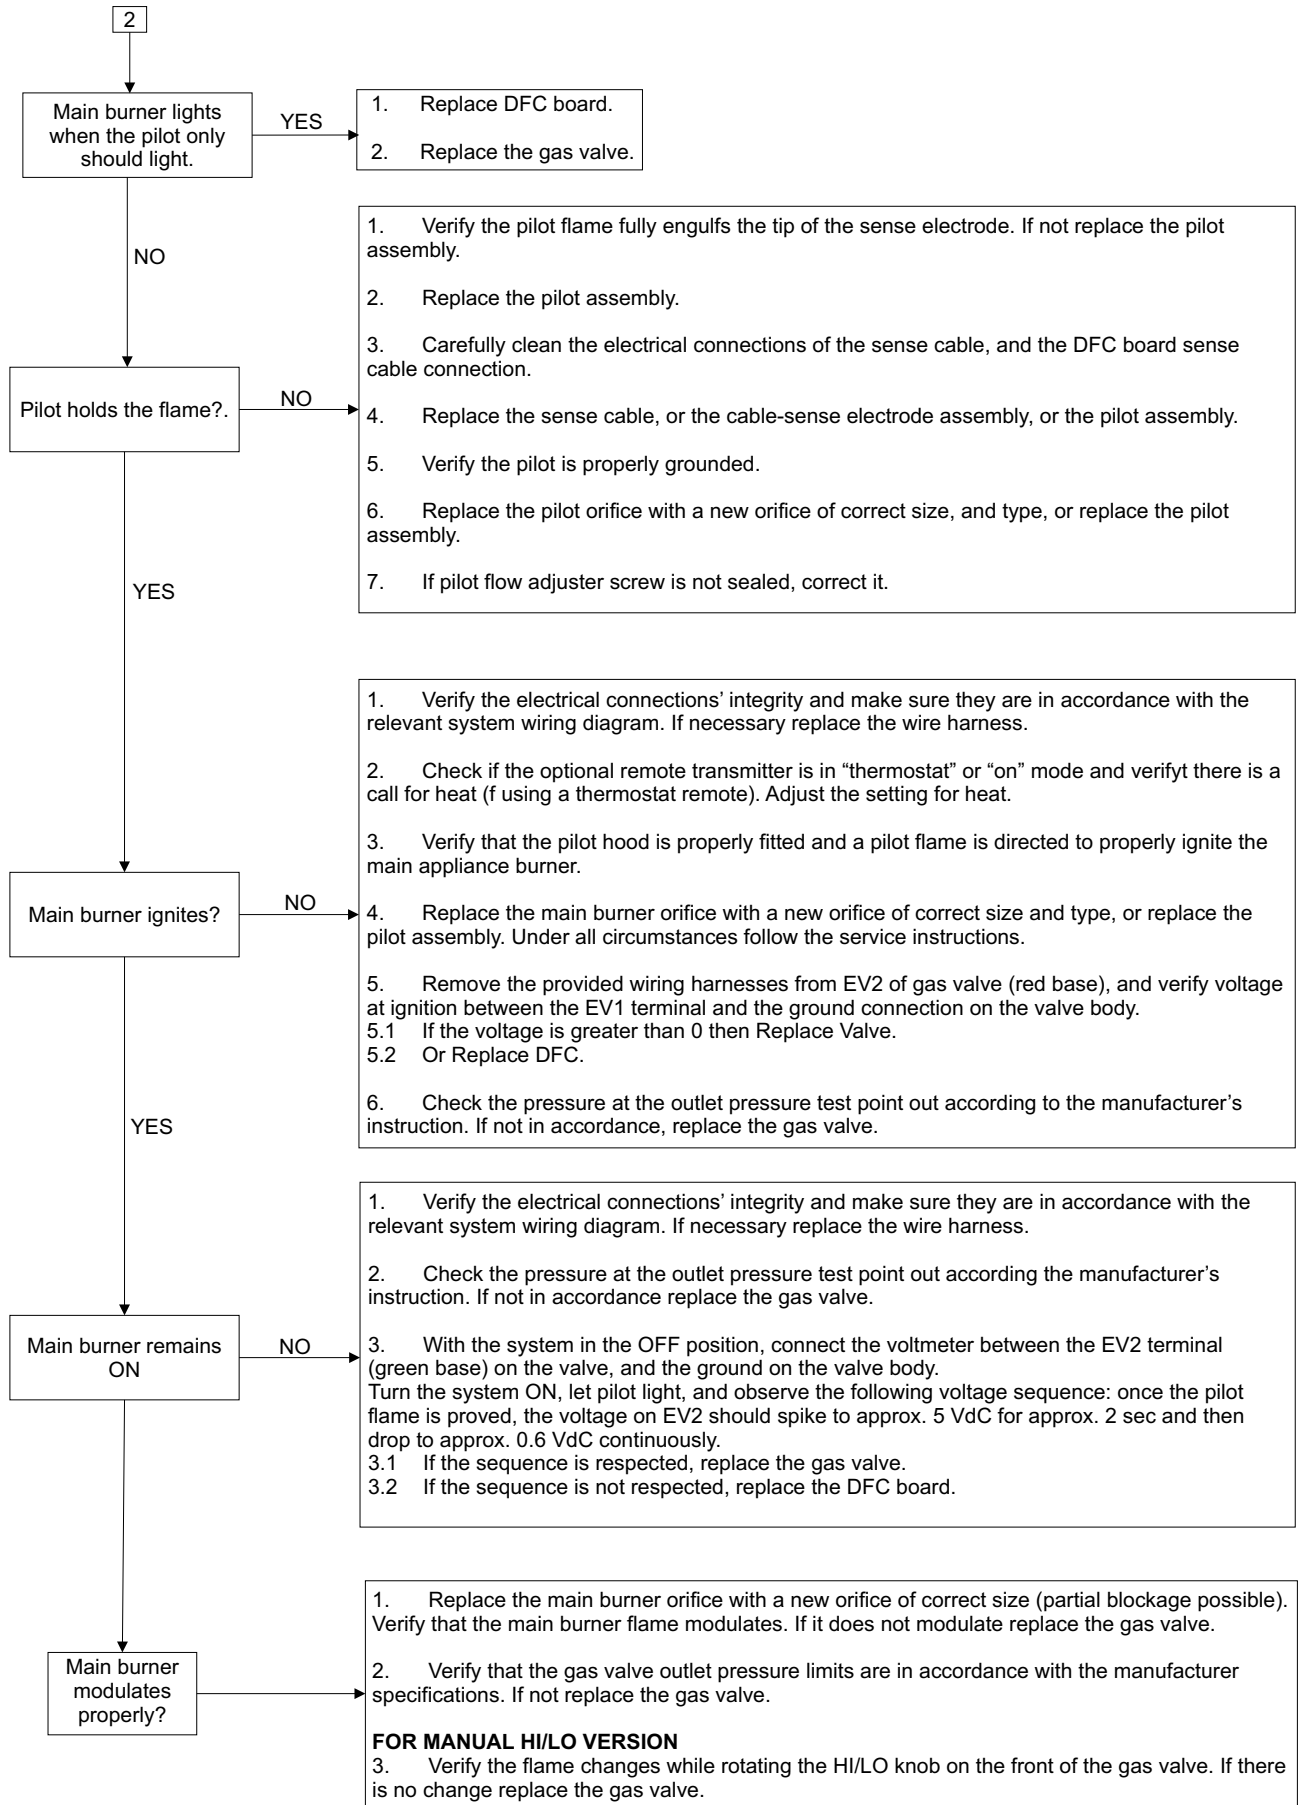 2
Main burner lights
when the pilot only
should light.
YES
1. Replace DFC board.
2. Replace the gas valve.
NO
1. Verify the pilot flame fully engulfs the tip of the sense electrode. If not replace the pilot
assembly.
2. Replace the pilot assembly.
3. Carefully clean the electrical connections of the sense cable, and the DFC board sense
cable connection.
4. Replace the sense cable, or the cable-sense electrode assembly, or the pilot assembly.
5. Verify the pilot is properly grounded.
6. Replace the pilot orifice with a new orifice of correct size, and type, or replace the pilot
assembly.
7. If pilot flow adjuster screw is not sealed, correct it.
Pilot holds the flame?.
NO
YES
1. Verify the electrical connections’ integrity and make sure they are in accordance with the
relevant system wiring diagram. If necessary replace the wire harness.
2. Check if the optional remote transmitter is in “thermostat” or “on” mode and verifyt there is a
call for heat (f using a thermostat remote). Adjust the setting for heat.
3. Verify that the pilot hood is properly fitted and a pilot flame is directed to properly ignite the
main appliance burner.
4. Replace the main burner orifice with a new orifice of correct size and type, or replace the
pilot assembly. Under all circumstances follow the service instructions.
5. Remove the provided wiring harnesses from EV2 of gas valve (red base), and verify voltage
at ignition between the EV1 terminal and the ground connection on the valve body.
5.1 If the voltage is greater than 0 then Replace Valve.
5.2 Or Replace DFC.
6. Check the pressure at the outlet pressure test point out according to the manufacturer’s
instruction. If not in accordance, replace the gas valve.
Main burner ignites?
NO
YES
1. Verify the electrical connections’ integrity and make sure they are in accordance with the
relevant system wiring diagram. If necessary replace the wire harness.
2. Check the pressure at the outlet pressure test point out according the manufacturer’s
instruction. If not in accordance replace the gas valve.
3. With the system in the OFF position, connect the voltmeter between the EV2 terminal
(green base) on the valve, and the ground on the valve body.
Turn the system ON, let pilot light, and observe the following voltage sequence: once the pilot
flame is proved, the voltage on EV2 should spike to approx. 5 VdC for approx. 2 sec and then
drop to approx. 0.6 VdC continuously.
3.1 If the sequence is respected, replace the gas valve.
3.2 If the sequence is not respected, replace the DFC board.
Main burner remains
ON
NO
Main burner
modulates
properly?
1. Replace the main burner orifice with a new orifice of correct size (partial blockage possible).
Verify that the main burner flame modulates. If it does not modulate replace the gas valve.
2. Verify that the gas valve outlet pressure limits are in accordance with the manufacturer
specifications. If not replace the gas valve.
FOR MANUAL HI/LO VERSION
3. Verify the flame changes while rotating the HI/LO knob on the front of the gas valve. If there
is no change replace the gas valve.